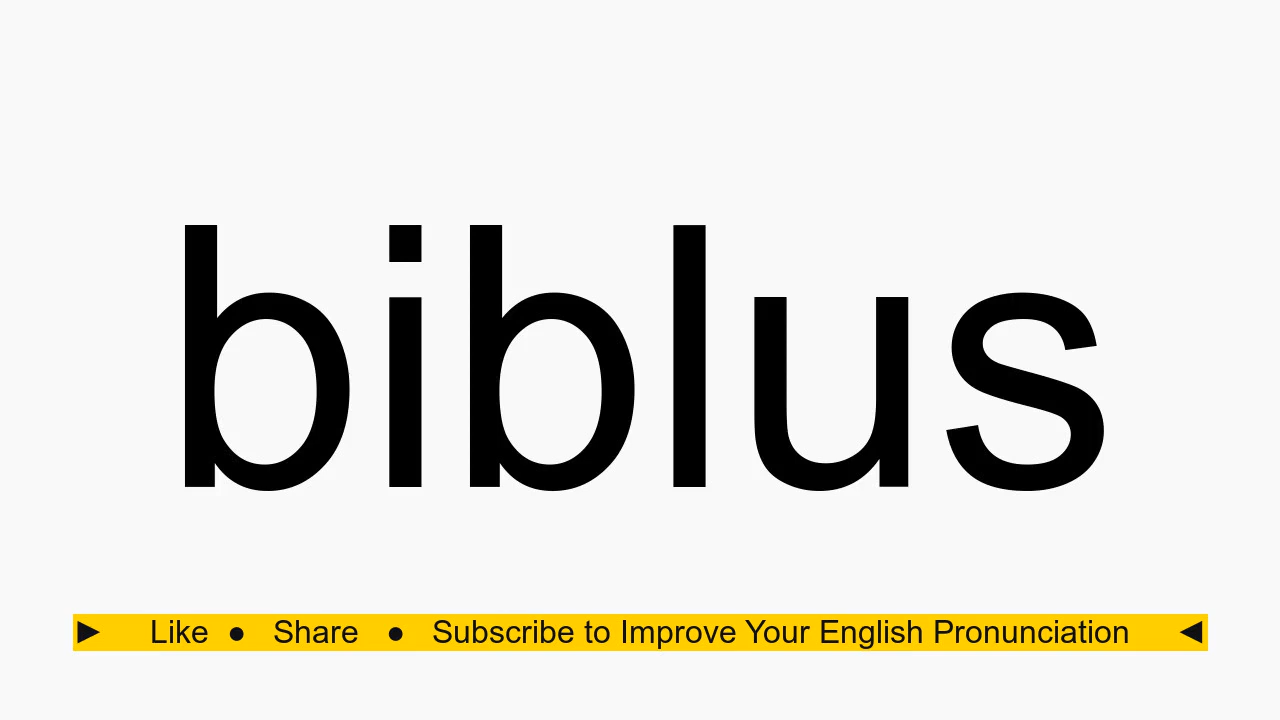 biblus
► Like ● Share ● Subscribe to Improve Your English Pronunciation ◄